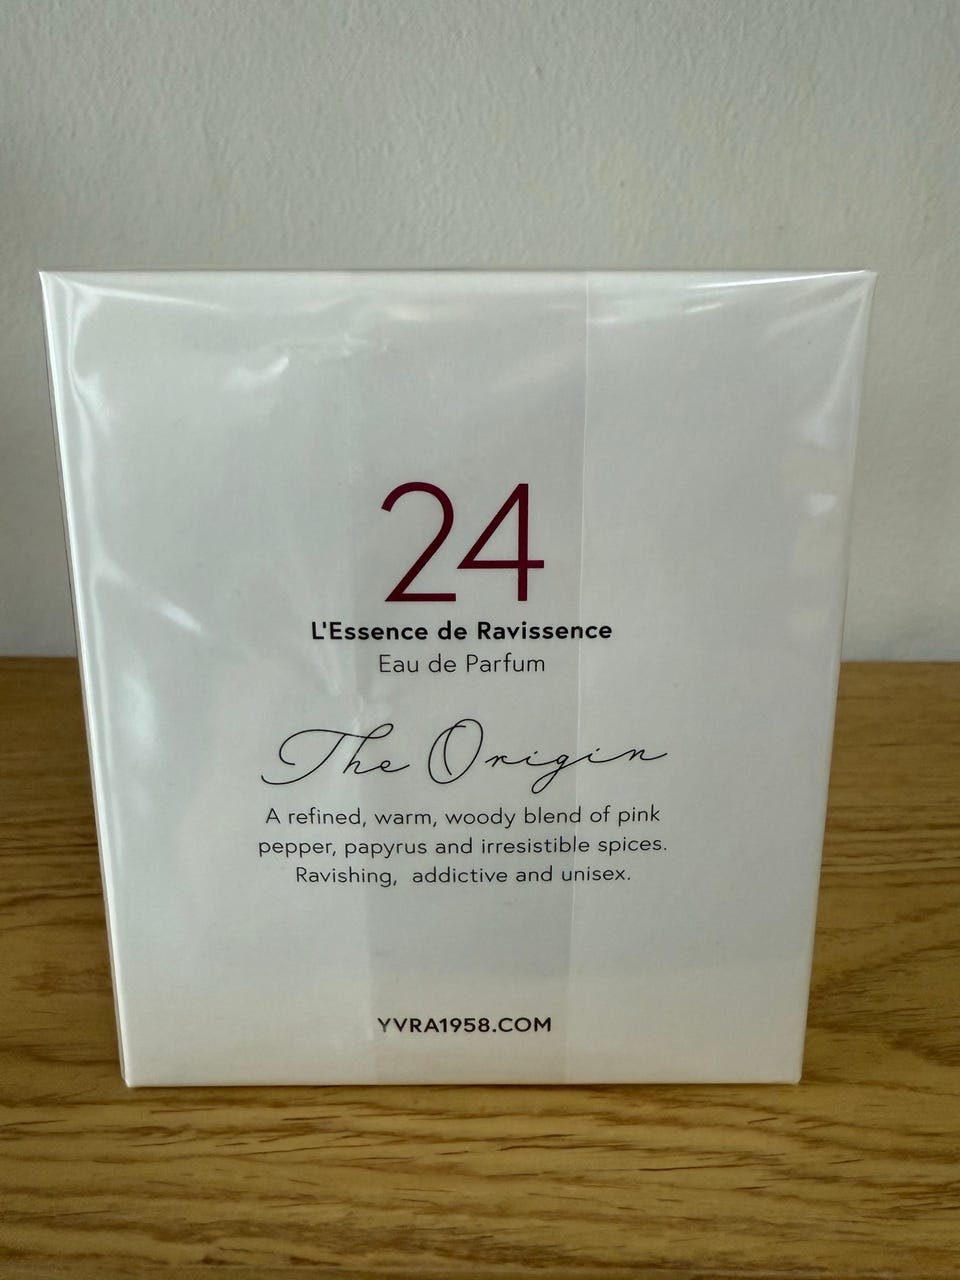 24
L'Essence de Ravissence
Eau de Parfum
The Origin
A refined, warm, woody blend of pink
pepper, papyrus and irresistible spices.
Ravishing,  addictive and unisex.
YVRA1958.COM